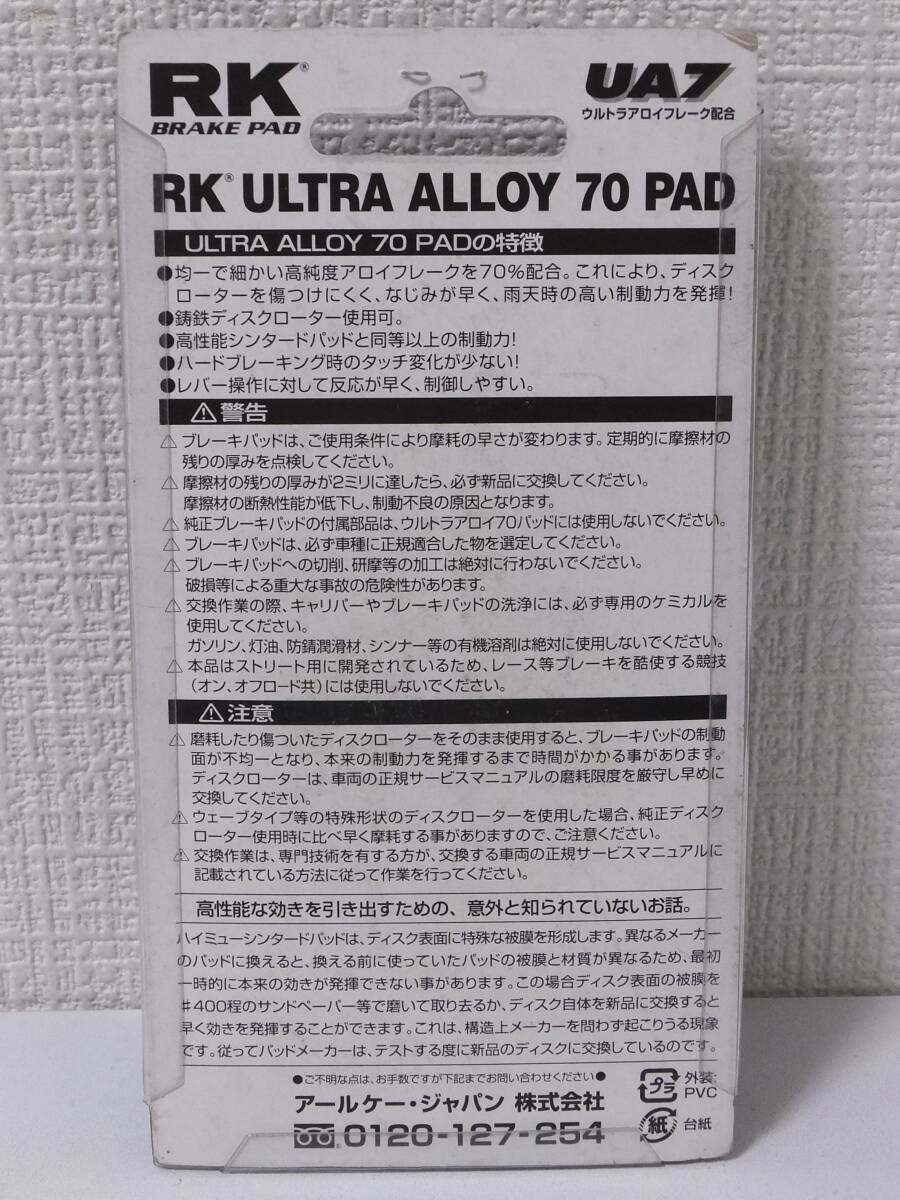 RK®
BRAKE PAD
UA7
ウルトラアロイフレーク配合
RK® ULTRA ALLOY 70 PAD
ULTRA ALLOY 70 PADの特徴
●均一で細かい高純度アロイフレークを70%配合。これにより、ディスク
ローターを傷つけにくく、なじみが早く、雨天時の高い制動力を発揮!
●鋳鉄ディスクローター使用可。
●高性能シンタードパッドと同等以上の制動力!
●ハードブレーキング時のタッチ変化が少ない!
●レバー操作に対して反応が早く、制御しやすい。
⚠警告
⚠ ブレーキパッドは、ご使用条件により摩耗の早さが変わります。定期的に摩擦材の
残りの厚みを点検してください。
⚠ 摩擦材の残りの厚みが2ミリに達したら、必ず新品に交換してください。
摩擦材の断熱性能が低下し、制動不良の原因となります。
⚠ 純正ブレーキパッドの付属部品は、ウルトラアロイ70パッドには使用しないでください。
⚠ ブレーキパッドは、必ず車種に正規適合した物を選定してください。
⚠ ブレーキパッドへの切削、研摩等の加工は絶対に行わないでください。
破損等による重大な事故の危険性があります。
⚠ 交換作業の際、キャリパーやブレーキパッドの洗浄には、必ず専用のケミカルを
使用してください。
ガソリン、灯油、防錆潤滑材、シンナー等の有機溶剤は絶対に使用しないでください。
⚠ 本品はストリート用に開発されているため、レース等ブレーキを酷使する競技
(オン、オフロード共)には使用しないでください。
⚠注意
⚠ 磨耗したり傷ついたディスクローターをそのまま使用すると、ブレーキパッドの制動
面が不均一となり、本来の制動力を発揮するまで時間がかかる事があります。
ディスクローターは、車両の正規サービスマニュアルの磨耗限度を厳守し早めに
交換してください。
⚠ ウェーブタイプ等の特殊形状のディスクローターを使用した場合、純正ディスク
ローター使用時に比べ早く摩耗する事がありますので、ご注意ください。
⚠ 交換作業は、専門技術を有する方が、交換する車両の正規サービスマニュアルに
記載されている方法に従って作業を行ってください。
高性能な効きを引き出すための、意外と知られていないお話。
ハイミューシンタードパッドは、ディスク表面に特殊な被膜を形成します。異なるメーカー
のパッドに換えると、換える前に使っていたパッドの被膜と材質が異なるため、最初
一時的に本来の効きが発揮できない事があります。この場合ディスク表面の被膜を
#400程のサンドペーパー等で磨いて取り去るか、ディスク自体を新品に交換すると
早く効きを発揮することができます。これは、構造上メーカーを問わず起こりうる現象
です。従ってパッドメーカーは、テストする度に新品のディスクに交換しているのです。
●ご不明な点は、お手数ですが下記までお問い合わせください●
アールケー・ジャパン 株式会社
0120-127-254
プラ
外装:
PVC
紙
台紙